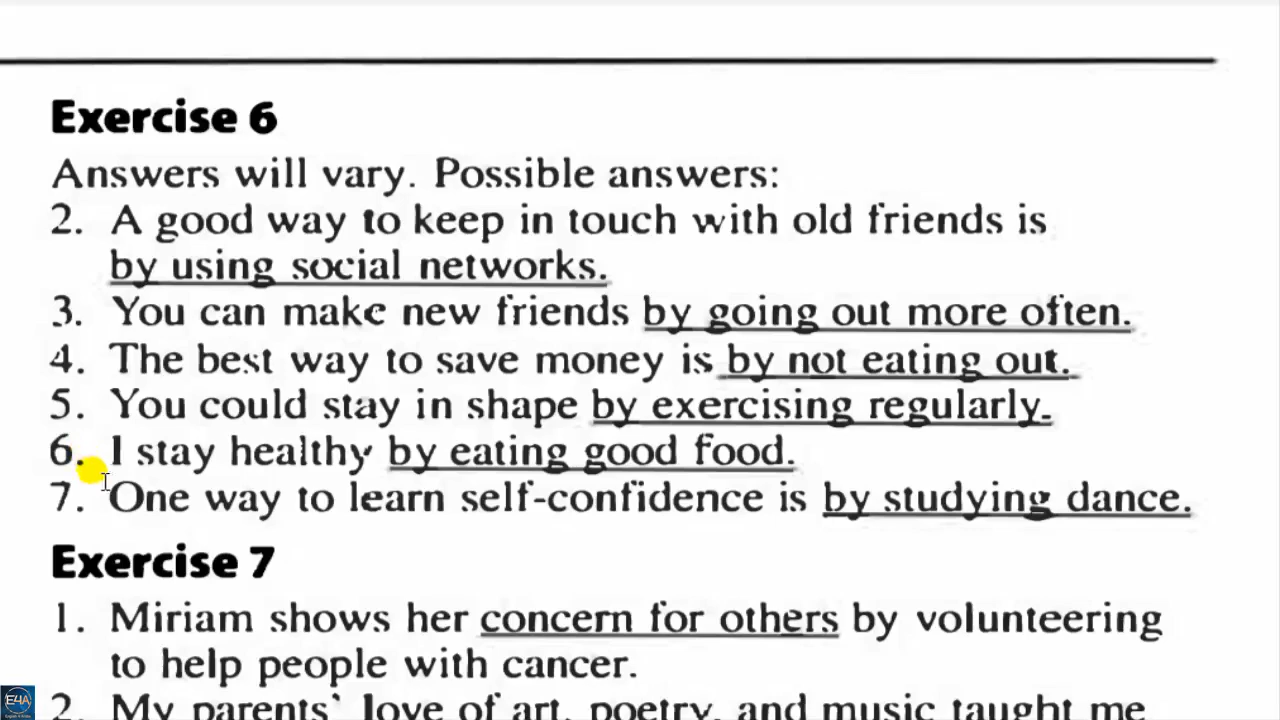 Exercise 6
Answers will vary. Possible answers:
2. A good way to keep in touch with old friends is
by using social networks.
3. You can make new friends by going out more often.
4. The best way to save money is by not eating out.
5. You could stay in shape by exercising regularly.
6. I stay healthy by eating good food.
7. One way to learn self-confidence is by studying dance.
Exercise 7
1. Miriam shows her concern for others by volunteering
to help people with cancer.
2. My parents' love of art, poetry, and music taught me
E4A